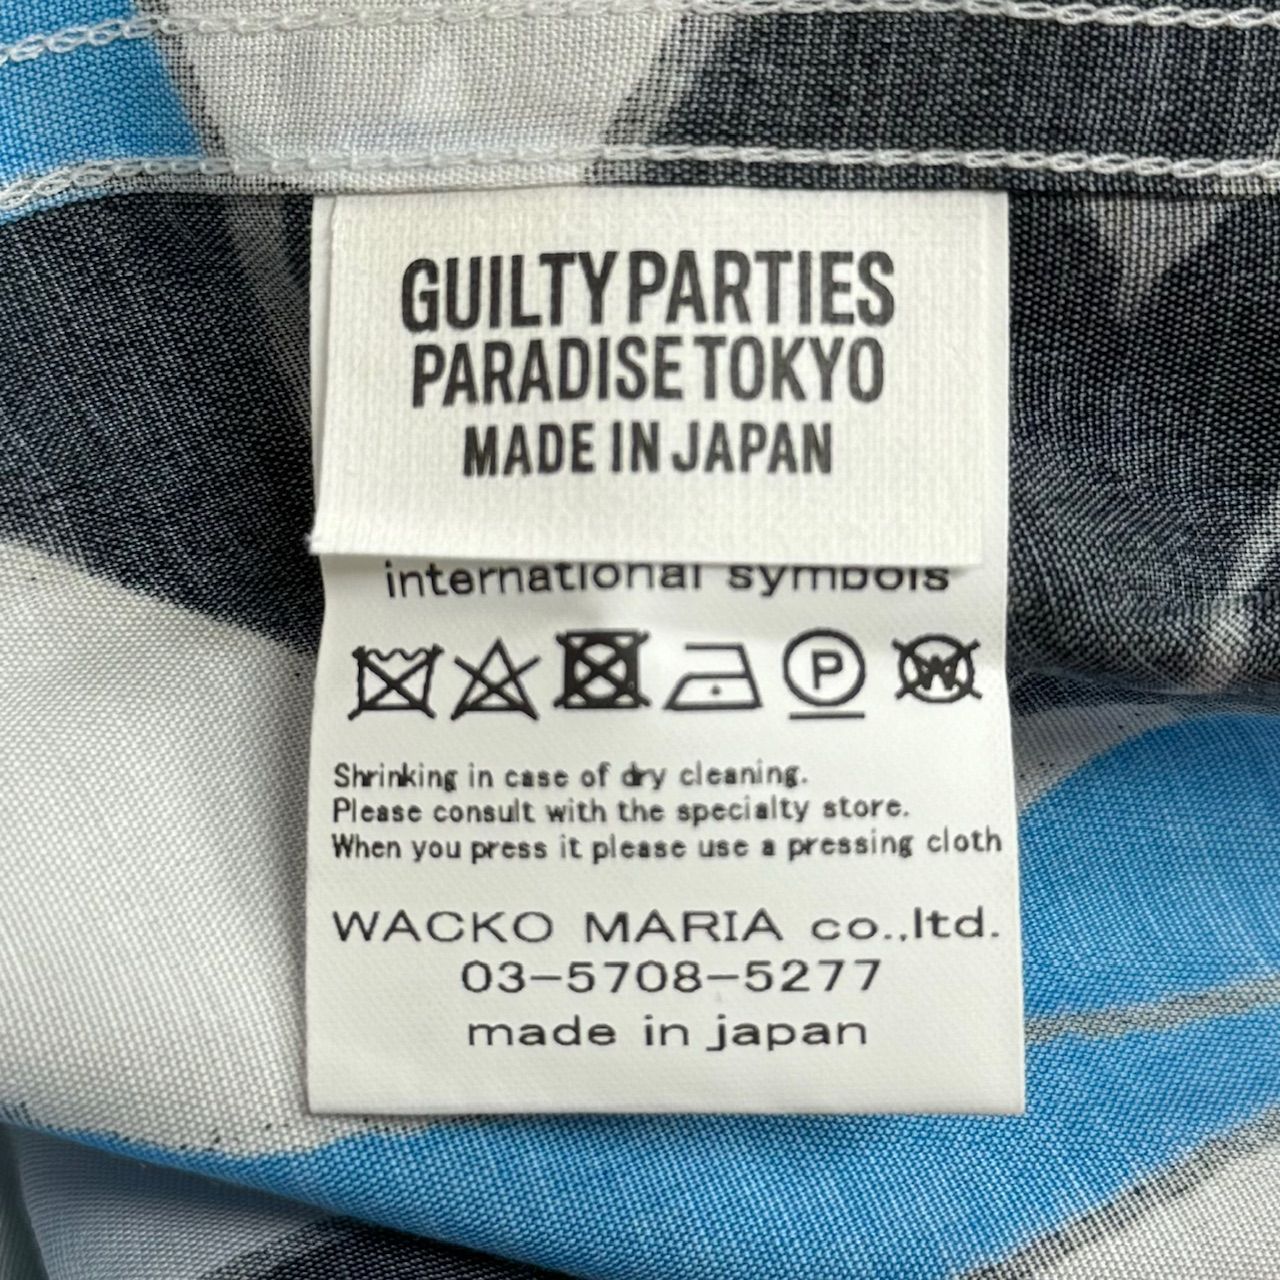 GUILTY PARTIES
PARADISE TOKYO
MADE IN JAPAN
international symbols
P
W
Shrinking in case of dry cleaning.
Please consult with the specialty store.
When you press it please use a pressing cloth
WACKO MARIA co.,ltd.
03-5708-5277
made in japan